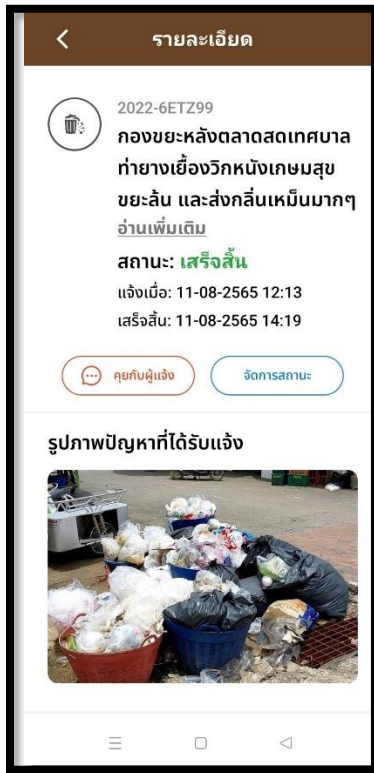 รายละเอียด
2022-6ETZ99
กองขยะหลังตลาดสดเทศบาล
ท่ายางเยื้องวิกหนังเกษมสุข
ขยะล้น และส่งกลิ่นเหม็นมากๆ
อ่านเพิ่มเติม
สถานะ: เสร็จสิ้น
แจ้งเมื่อ: 11-08-2565 12:13
เสร็จสิ้น: 11-08-2565 14:19
คุยกับผู้แจ้ง
จัดการสถานะ
รูปภาพปัญหาที่ได้รับแจ้ง